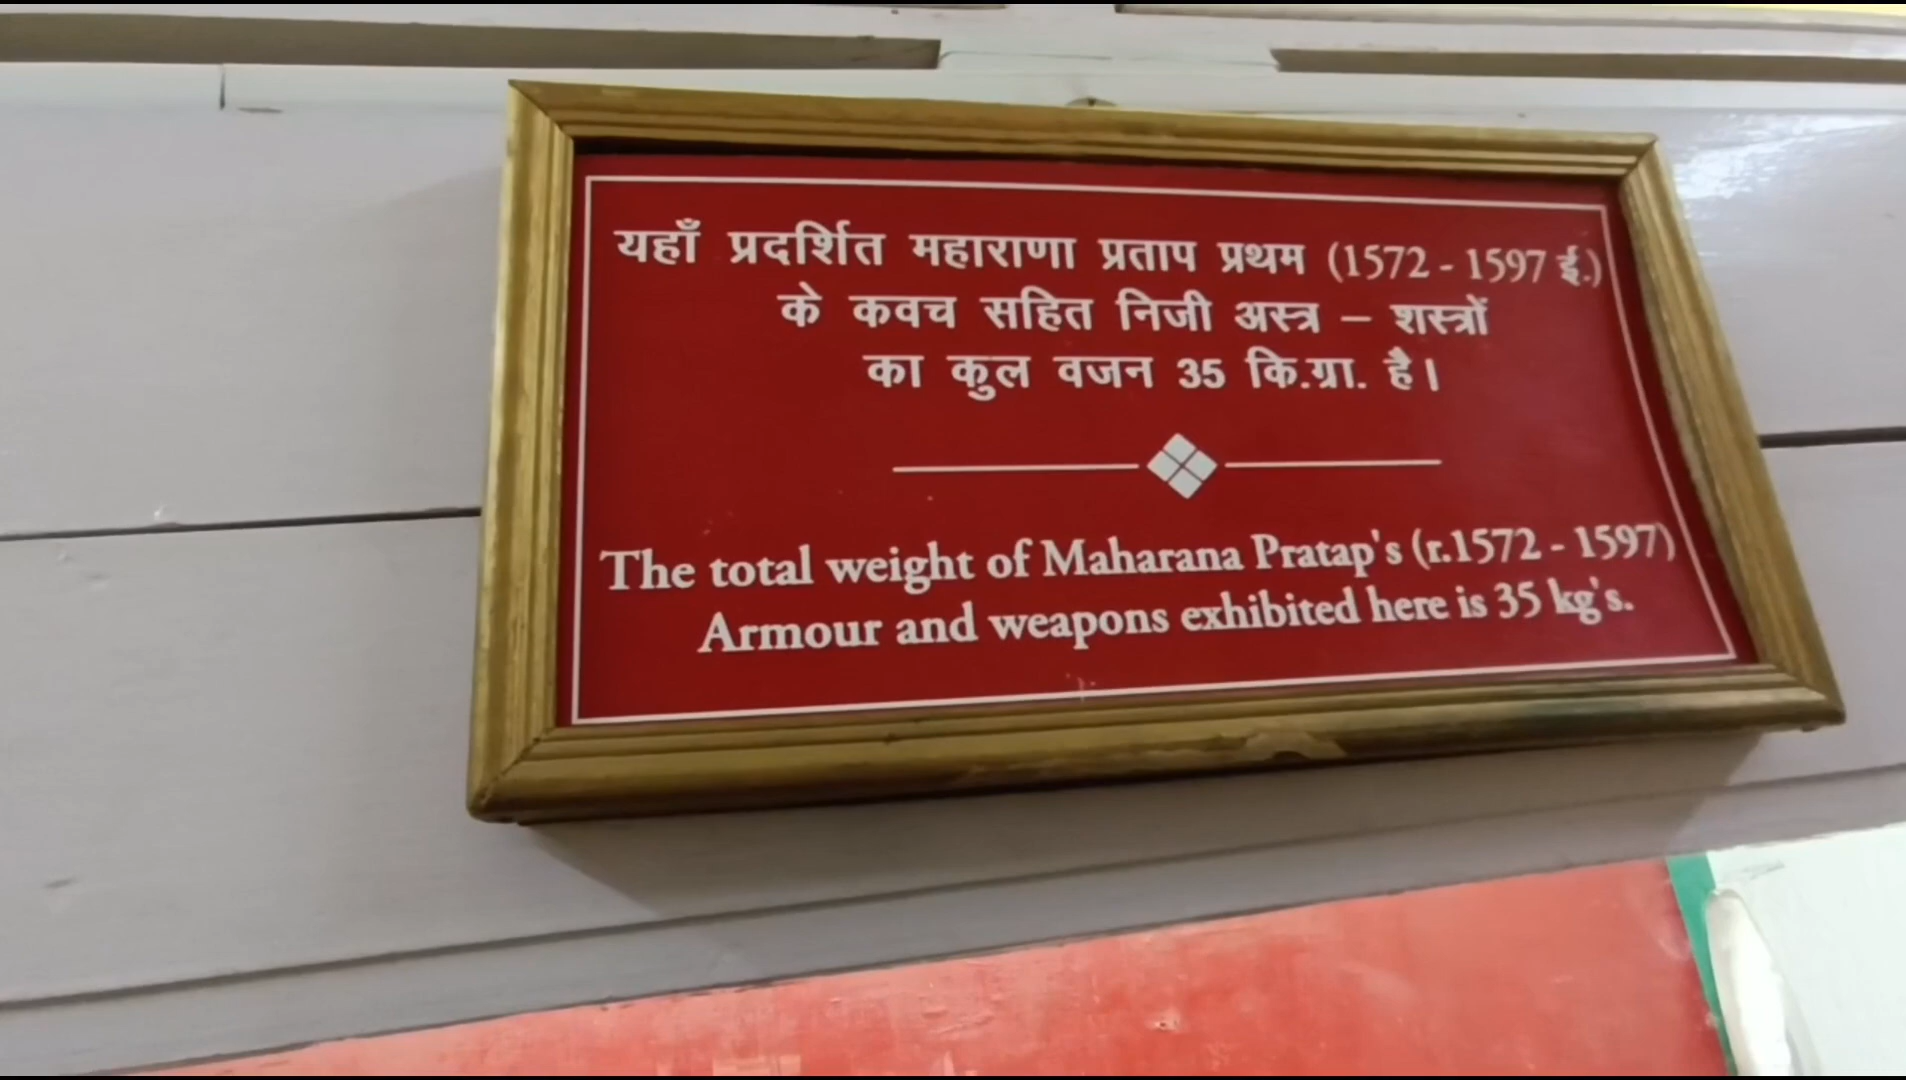 यहाँ प्रदर्शित महाराणा प्रताप प्रथम (1572 - 1597 ई.)
के कवच सहित निजी अस्त्र – शस्त्रों
का कुल वजन 35 कि.ग्रा. है।
The total weight of Maharana Pratap's (r.1572 - 1597)
Armour and weapons exhibited here is 35 kg's.